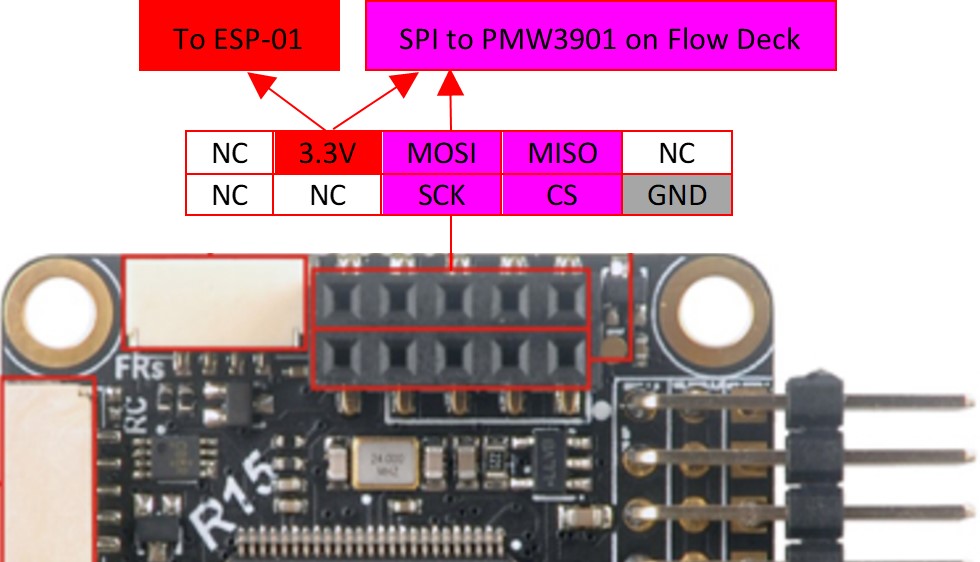 To ESP-01
SPI to PMW3901 on Flow Deck
NC 3.3V MOSI MISO NC
NC NC SCK CS GND
FRs
RC
24.000
MHZ
R15